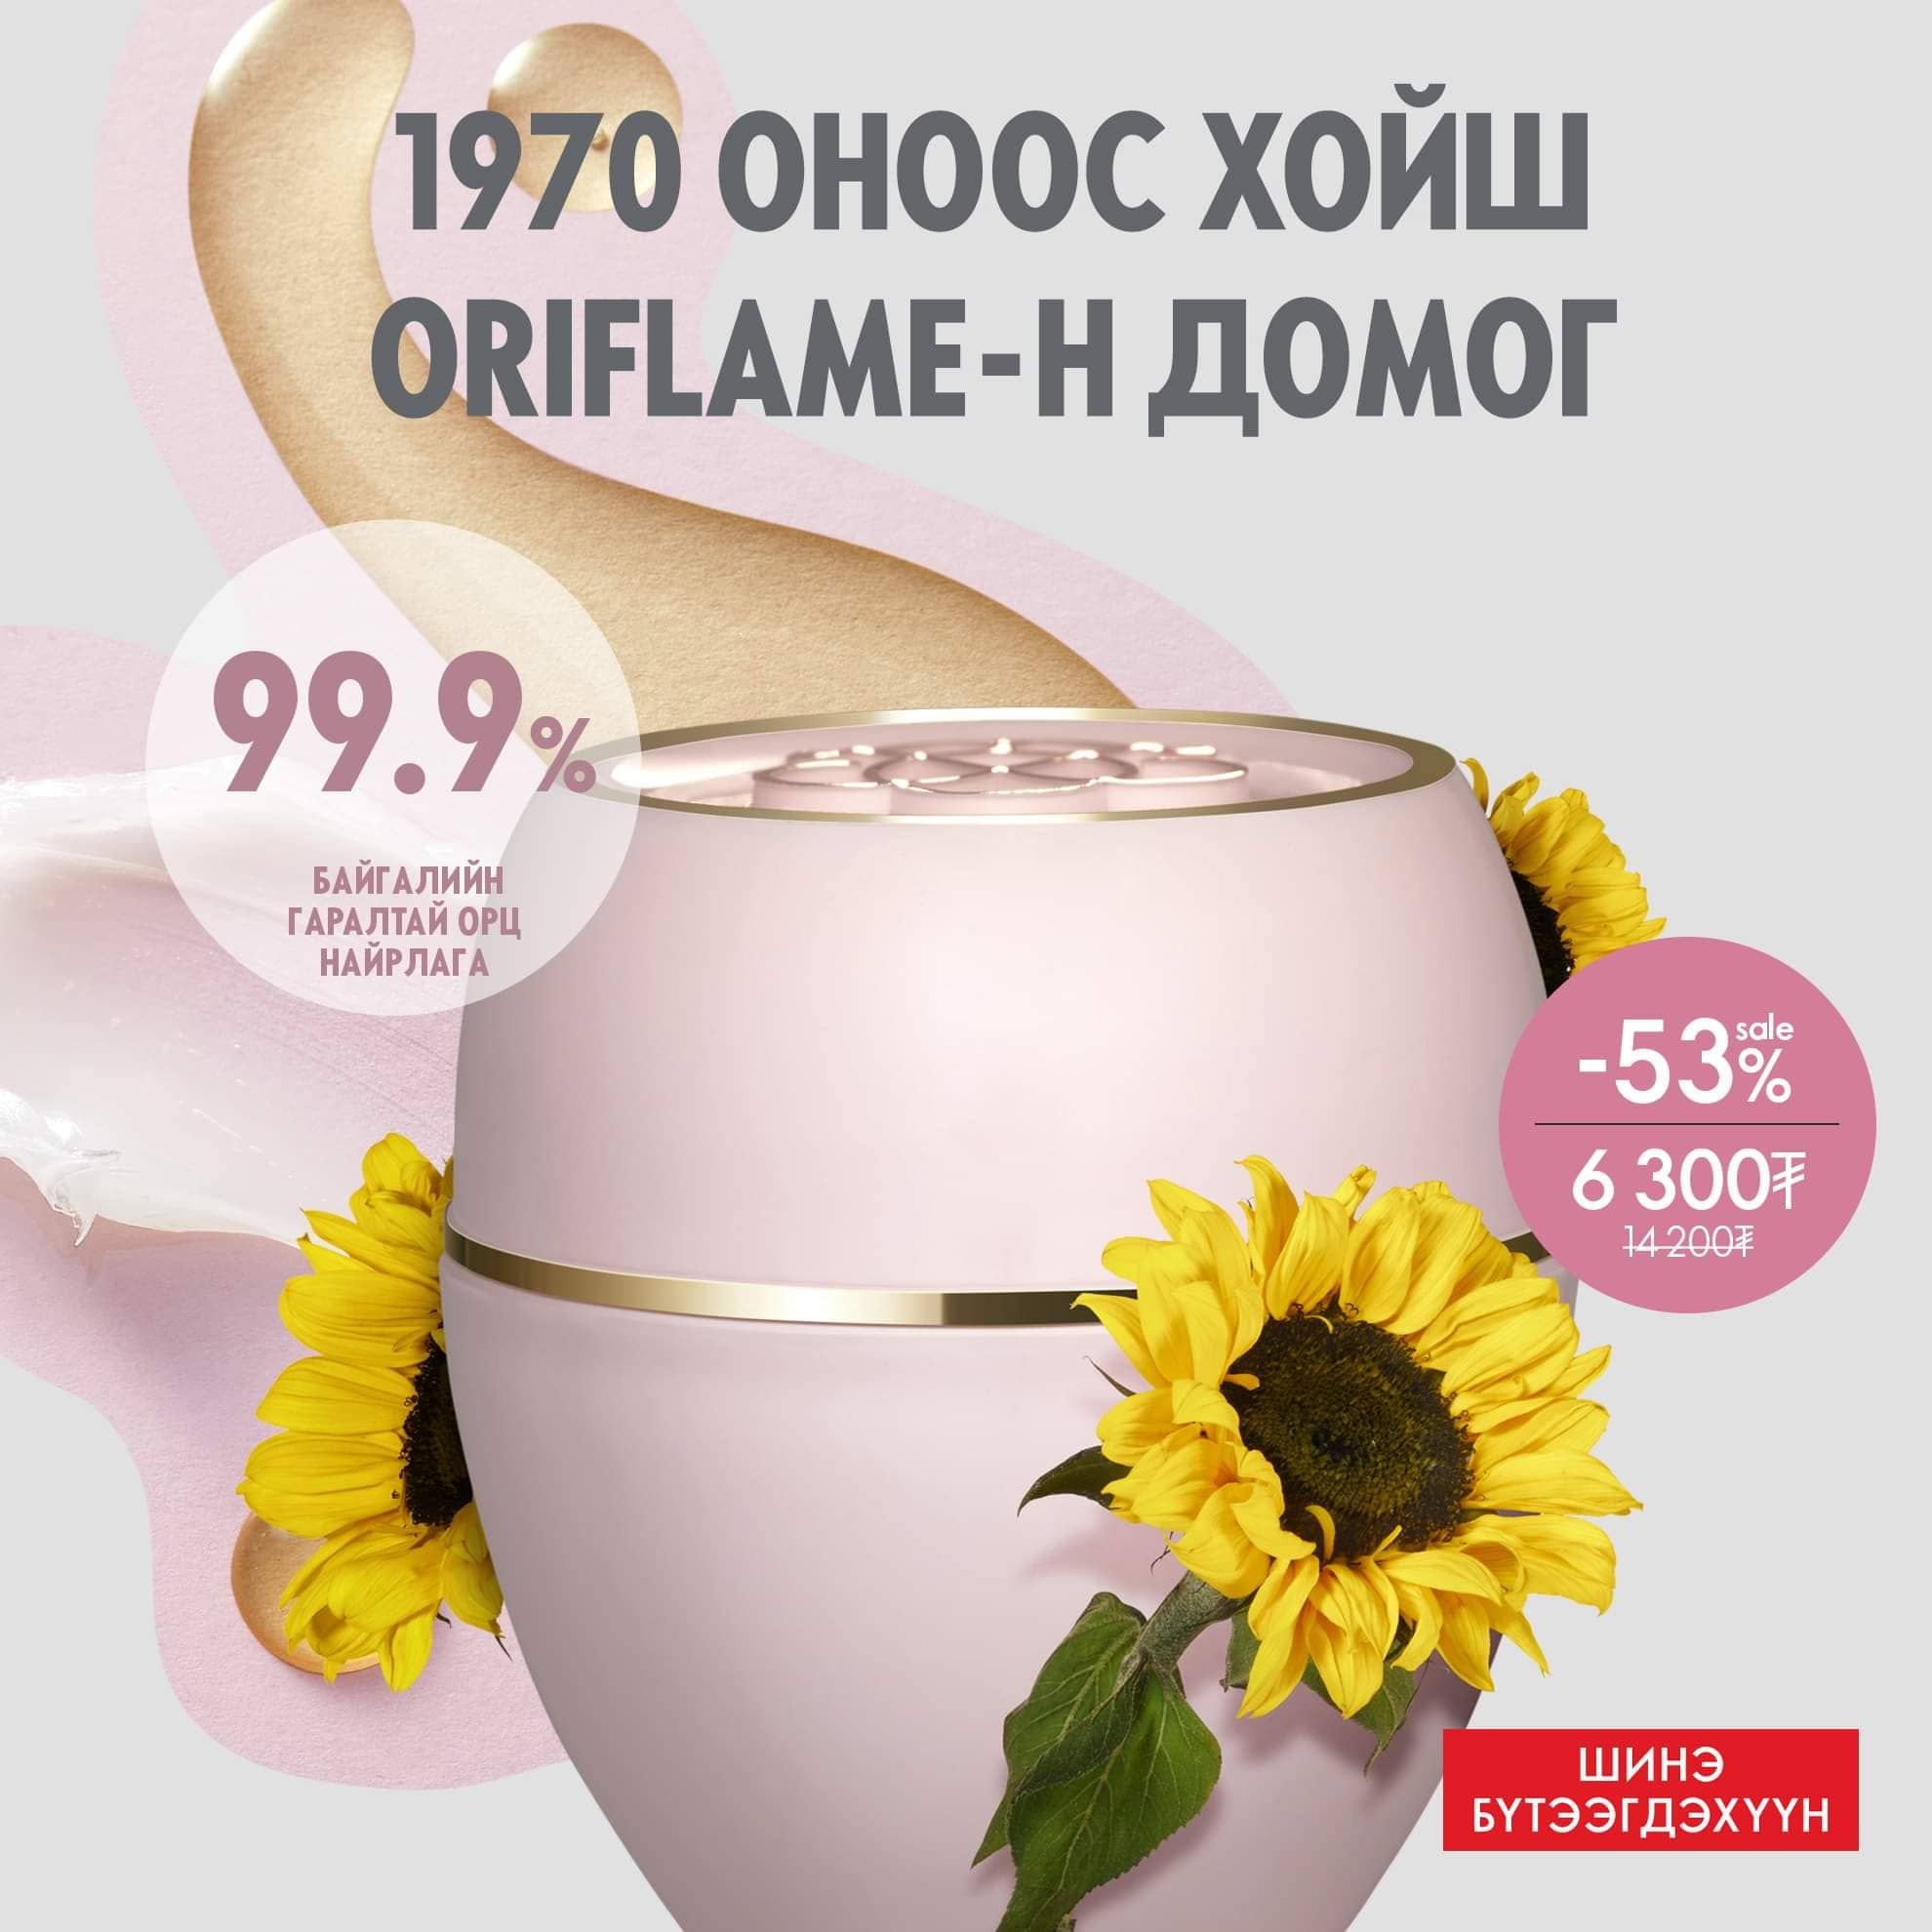 1970 ОНООС ХОЙШ
ORIFLAME-Н ДОМОГ
99.9%
БАЙГАЛИЙН
ГАРАЛТАЙ ОРЦ
НАЙРЛАГА
-53% sale
6 300₮
14 200₮
ШИНЭ
БҮТЭЭГДЭХҮҮН